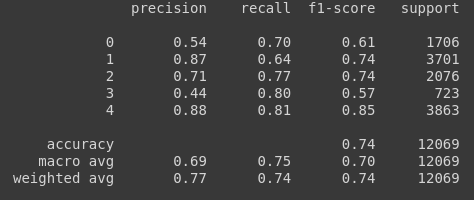 precision recall f1-score support
0 0.54 0.70 0.61 1706
1 0.87 0.64 0.74 3701
2 0.71 0.77 0.74 2076
3 0.44 0.80 0.57 723
4 0.88 0.81 0.85 3863
accuracy 0.74 12069
macro avg 0.69 0.75 0.70 12069
weighted avg 0.77 0.74 0.74 12069